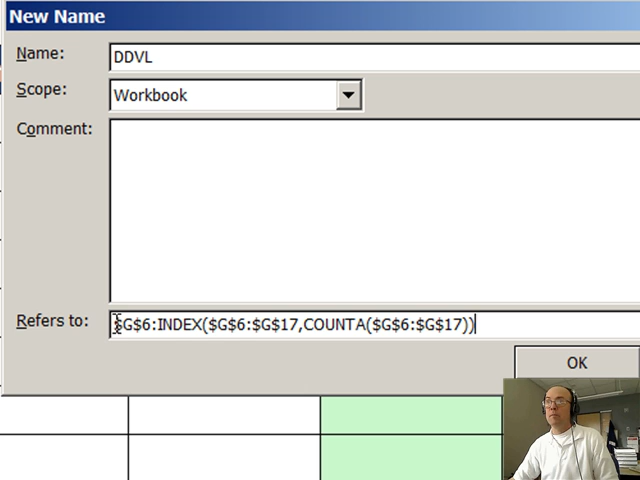 New Name
Name: DDVL
Scope: Workbook
Comment:
Refers to: $G$6:INDEX($G$6:$G$17,COUNTA($G$6:$G$17))
OK